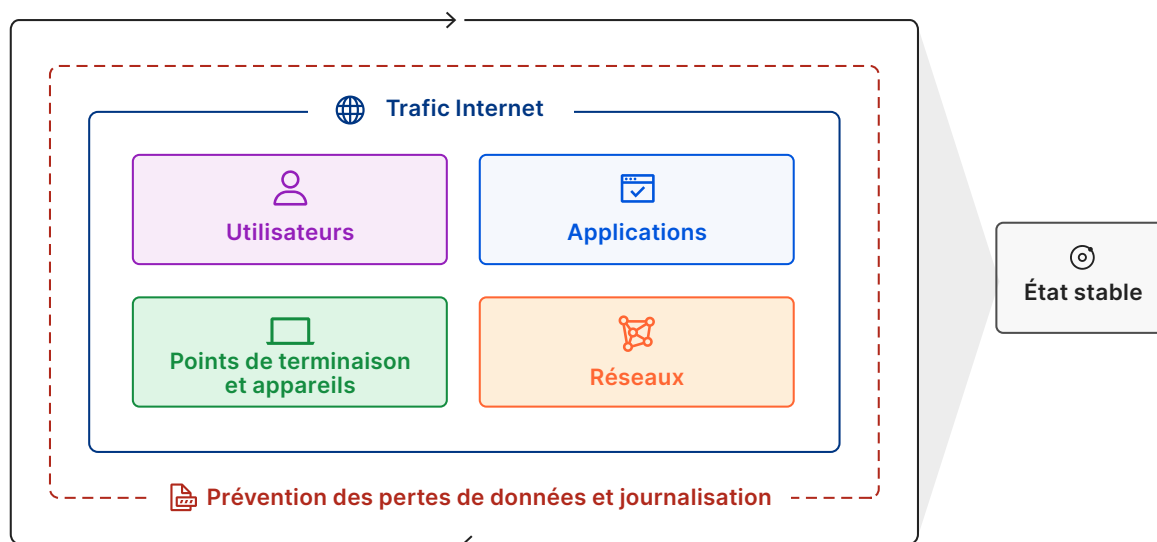 Trafic Internet
Utilisateurs
Applications
Points de terminaison
et appareils
Réseaux
Prévention des pertes de données et journalisation
État stable